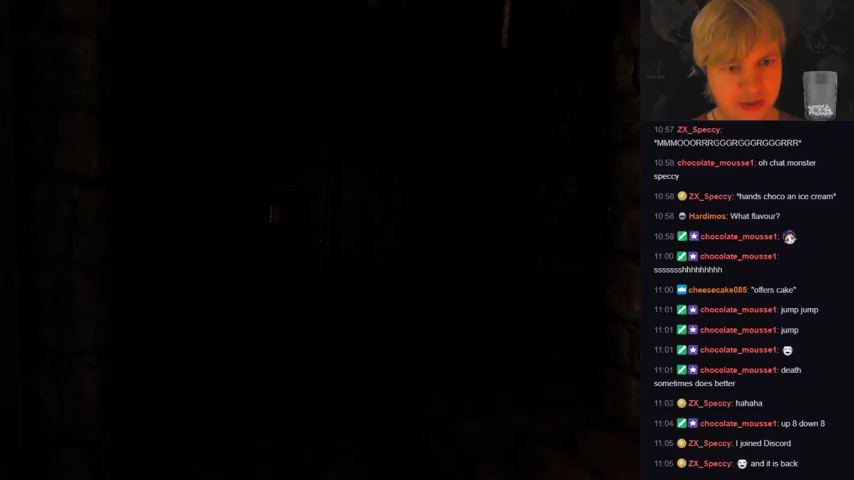 10:57 ZX_Speccy:
*MMMOOORRRGGGRGGGRGGGRRR*
10:58 chocolate_mousse1: oh chat monster
speccy
10:58 ZX_Speccy: *hands choco an ice cream*
10:58 Hardimos: What flavour?
10:58 chocolate_mousse1:
11:00 chocolate_mousse1:
ssssssshhhhhhhhh
11:00 cheesecake085: "offers cake"
11:01 chocolate_mousse1: jump jump
11:01 chocolate_mousse1: jump
11:01 chocolate_mousse1:
11:01 chocolate_mousse1: death
sometimes does better
11:03 ZX_Speccy: hahaha
11:04 chocolate_mousse1: up 8 down 8
11:05 ZX_Speccy: I joined Discord
11:05 ZX_Speccy: and it is back